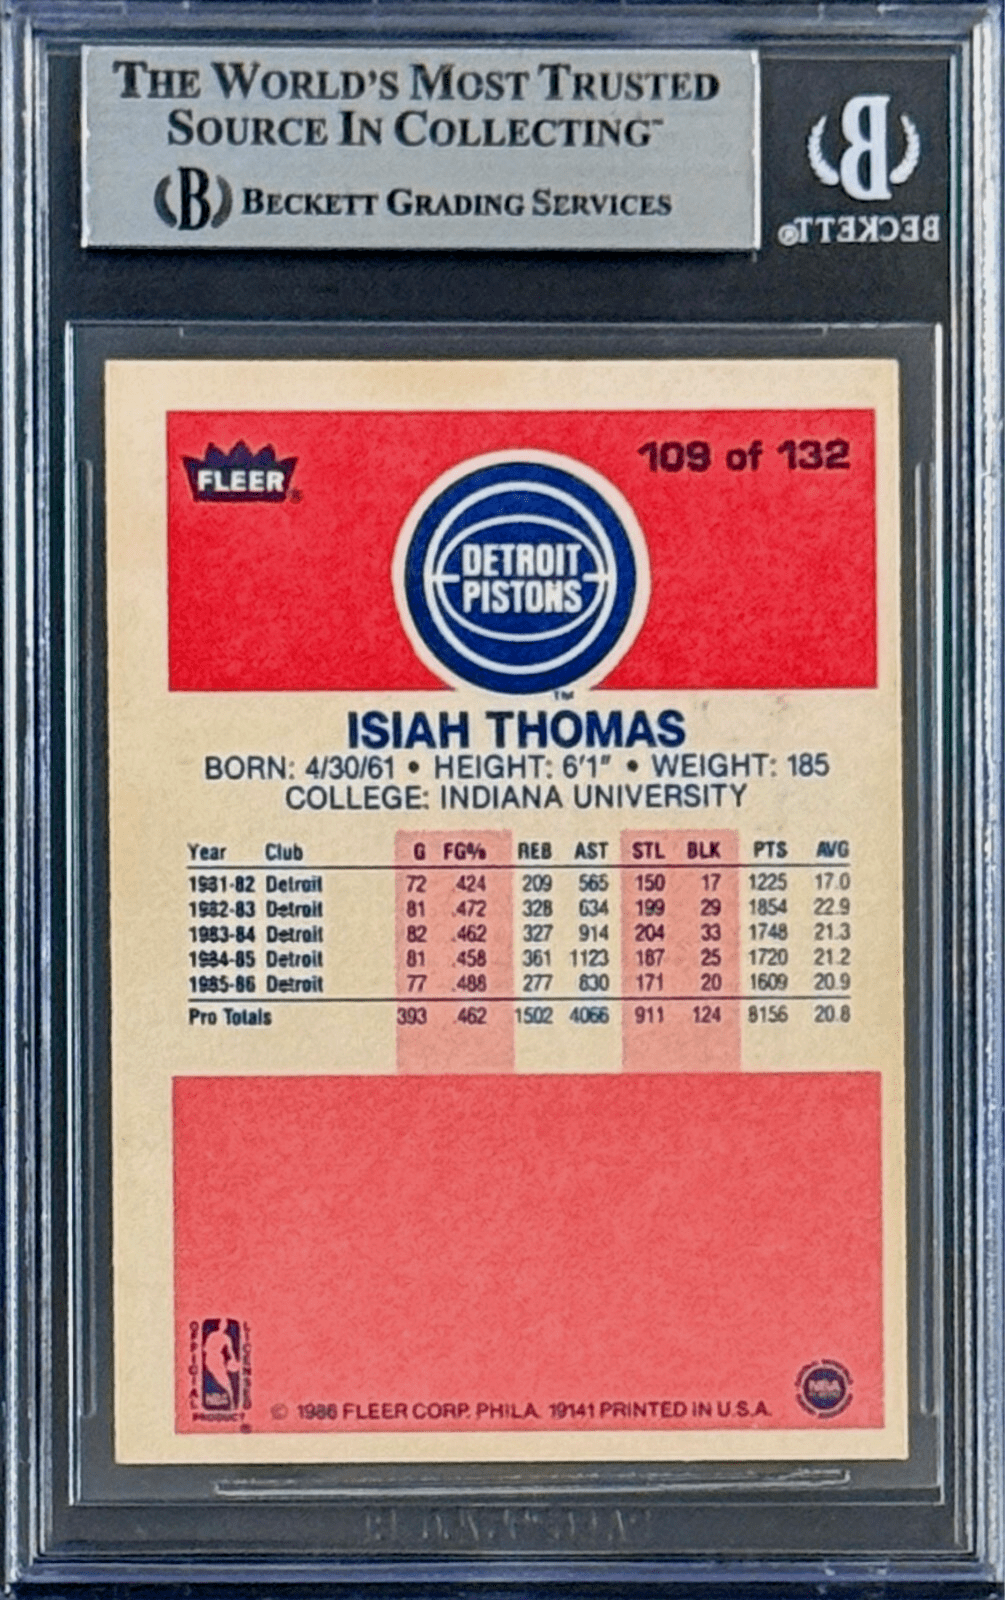 THE WORLD'S MOST TRUSTED
SOURCE IN COLLECTING™
B BECKETT GRADING SERVICES
B
BECKETT®
FLEER®
109 of 132
DETROIT
PISTONS
TM
ISIAH THOMAS
BORN: 4/30/61 • HEIGHT: 6'1" • WEIGHT: 185
COLLEGE: INDIANA UNIVERSITY
Year Club G FG% REB AST STL BLK PTS AVG
1981-82 Detroit 72 .424 209 565 150 17 1225 17.0
1982-83 Detroit 81 .472 328 634 199 29 1854 22.9
1983-84 Detroit 82 .462 327 914 204 33 1748 21.3
1984-85 Detroit 81 .458 361 1123 187 25 1720 21.2
1985-86 Detroit 77 .488 277 830 171 20 1609 20.9
Pro Totals 393 .462 1502 4066 911 124 8156 20.8
OFFICIAL LICENSED
NBA
PRODUCT ®
© 1986 FLEER CORP. PHILA. 19141 PRINTED IN U.S.A.
NBA